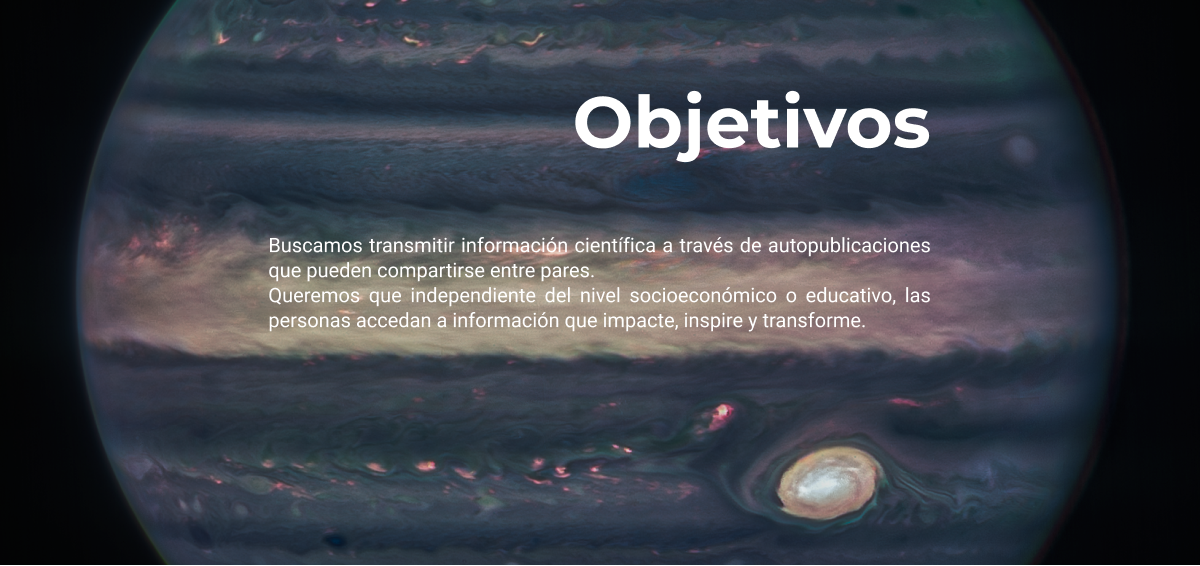 Objetivos
Buscamos transmitir información científica a través de autopublicaciones
que pueden compartirse entre pares.
Queremos que independiente del nivel socioeconómico o educativo, las
personas accedan a información que impacte, inspire y transforme.